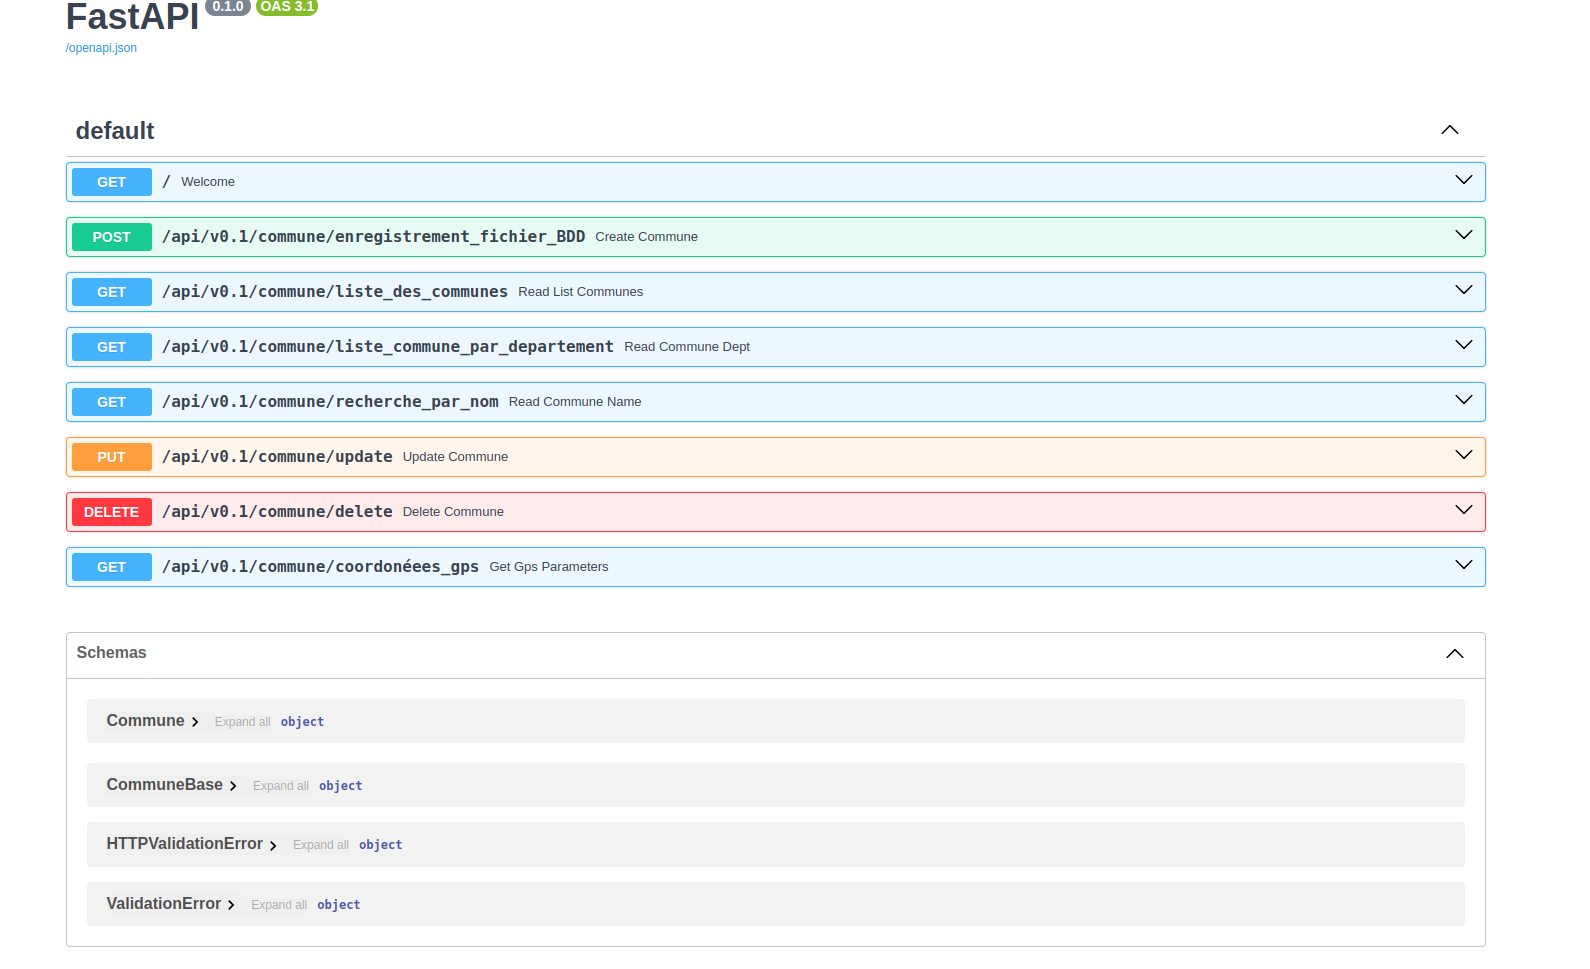 FastAPI 0.1.0 OAS 3.1
/openapi.json
default
GET / Welcome
POST /api/v0.1/commune/enregistrement_fichier_BDD Create Commune
GET /api/v0.1/commune/liste_des_communes Read List Communes
GET /api/v0.1/commune/liste_commune_par_departement Read Commune Dept
GET /api/v0.1/commune/recherche_par_nom Read Commune Name
PUT /api/v0.1/commune/update Update Commune
DELETE /api/v0.1/commune/delete Delete Commune
GET /api/v0.1/commune/coordonéees_gps Get Gps Parameters
Schemas
Commune Expand all object
CommuneBase Expand all object
HTTPValidationError Expand all object
ValidationError Expand all object